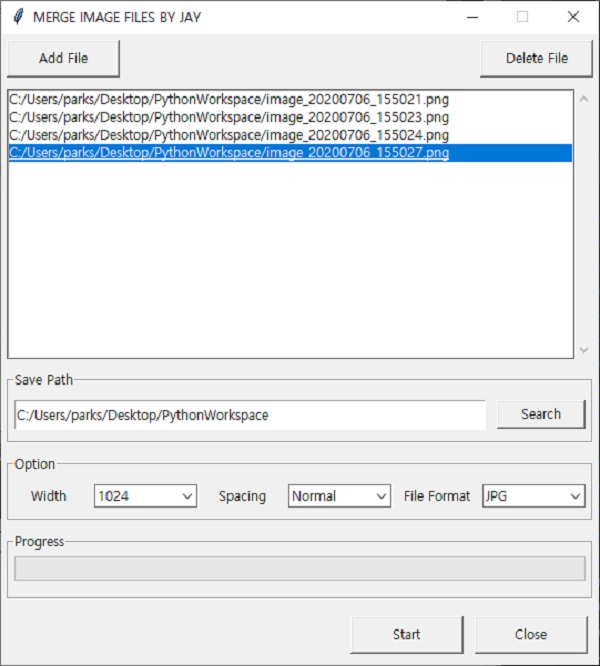 MERGE IMAGE FILES BY JAY
Add File
Delete File
C:/Users/parks/Desktop/PythonWorkspace/image_20200706_155021.png
C:/Users/parks/Desktop/PythonWorkspace/image_20200706_155023.png
C:/Users/parks/Desktop/PythonWorkspace/image_20200706_155024.png
C:/Users/parks/Desktop/PythonWorkspace/image_20200706_155027.png
Save Path
C:/Users/parks/Desktop/PythonWorkspace
Search
Option
Width 1024 Spacing Normal File Format JPG
Progress
Start
Close